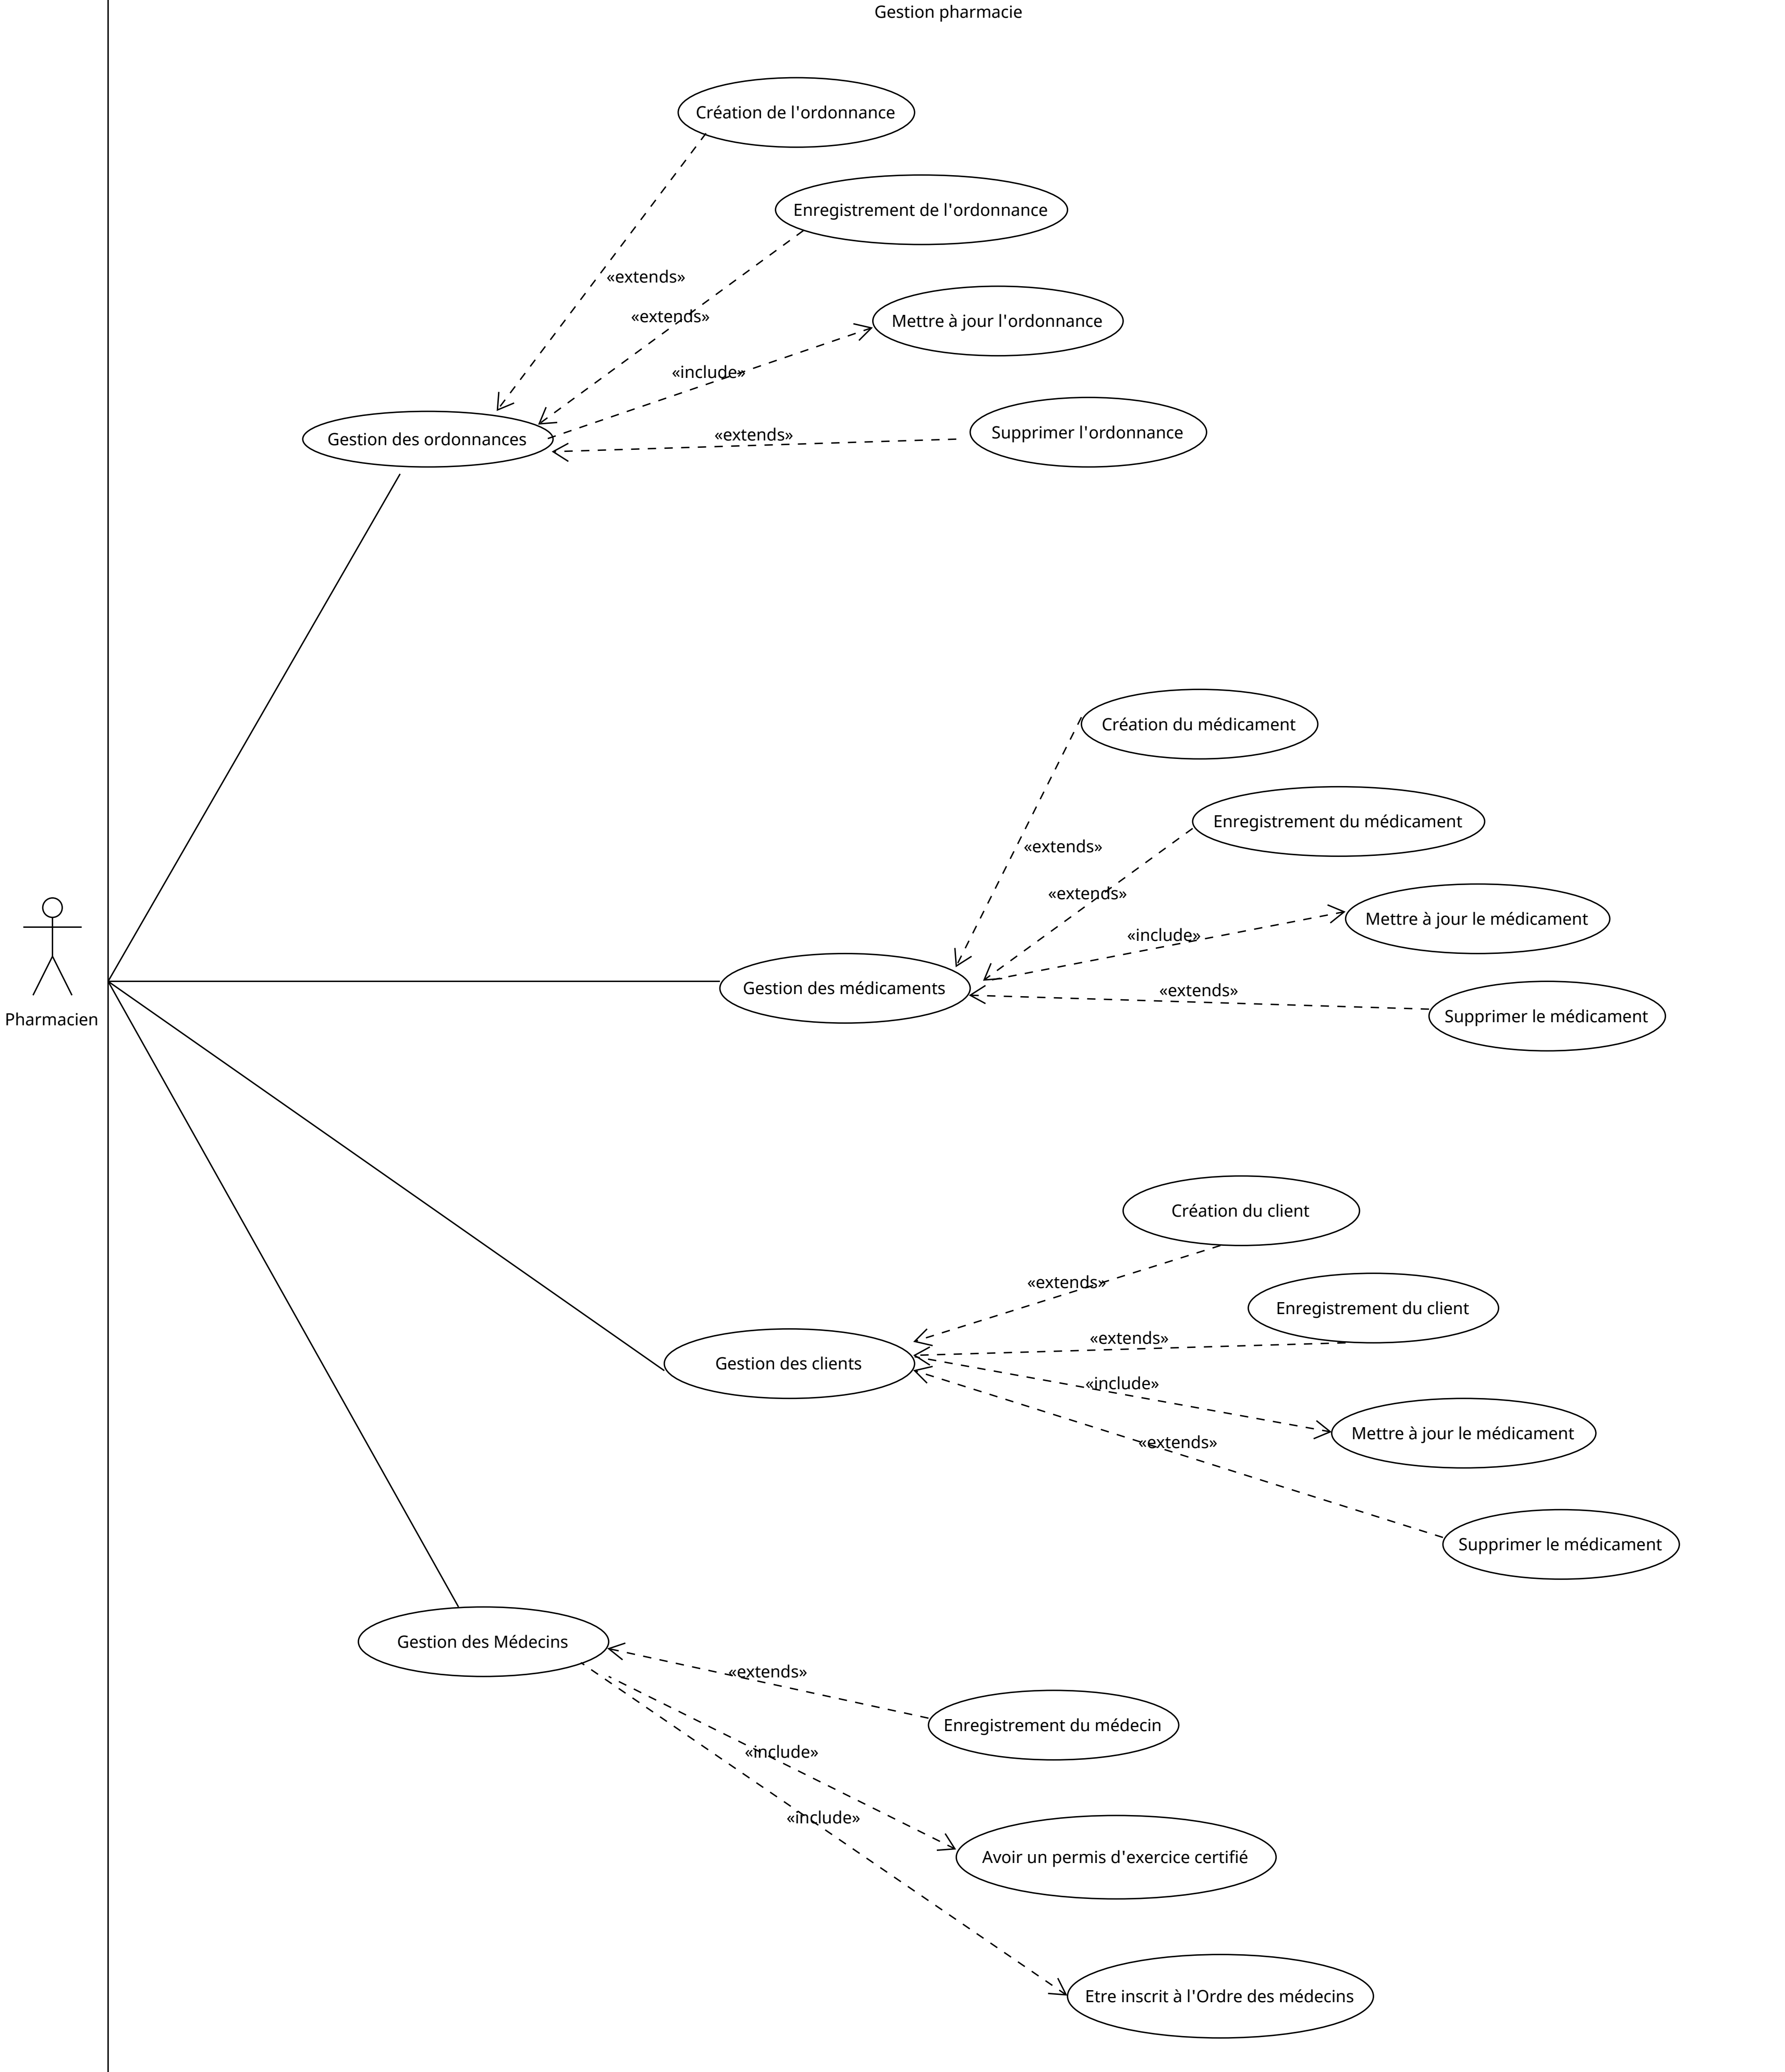 Gestion pharmacie
Création de l'ordonnance
Enregistrement de l'ordonnance
«extends»
«extends»
Mettre à jour l'ordonnance
«include»
Supprimer l'ordonnance
«extends»
Gestion des ordonnances
Création du médicament
Enregistrement du médicament
«extends»
«extends»
Mettre à jour le médicament
«include»
Gestion des médicaments
«extends»
Supprimer le médicament
Pharmacien
Création du client
«extends»
Enregistrement du client
«extends»
Gestion des clients
«include»
Mettre à jour le médicament
«extends»
Supprimer le médicament
Gestion des Médecins
«extends»
Enregistrement du médecin
«include»
«include»
Avoir un permis d'exercice certifié
Etre inscrit à l'Ordre des médecins